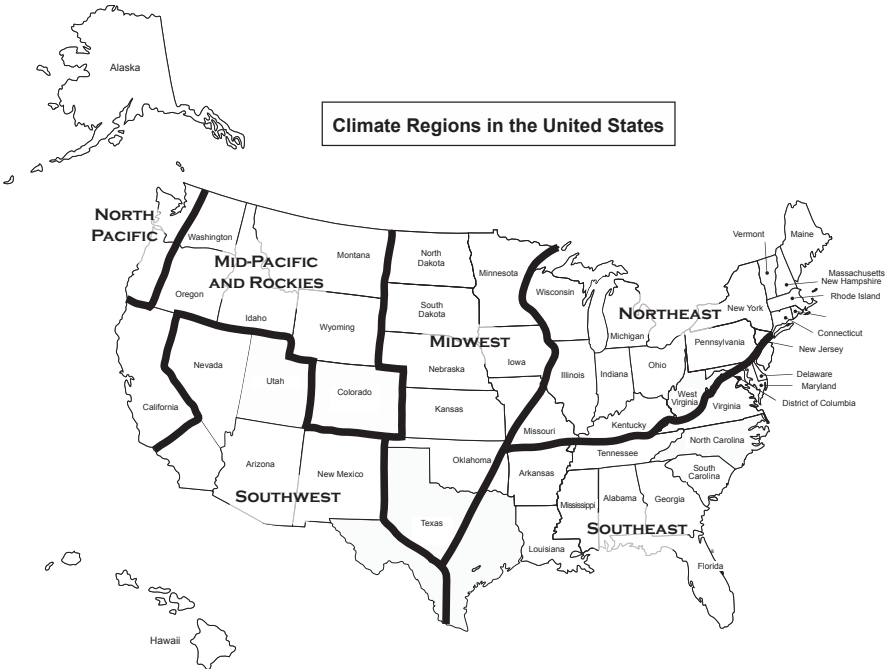 Alaska
Climate Regions in the United States
NORTH
PACIFIC
Washington
MID-PACIFIC
AND ROCKIES
Montana
North
Dakota
Minnesota
Vermont
Maine
Massachusetts
New Hampshire
Rhode Island
Connecticut
New Jersey
Oregon
Idaho
Wyoming
South
Dakota
Wisconsin
NORTHEAST
New York
Michigan
Pennsylvania
MIDWEST
Nevada
Utah
Colorado
Nebraska
Iowa
Illinois
Indiana
Ohio
Delaware
Maryland
District of Columbia
West
Virginia
Virginia
California
Kansas
Missouri
Kentucky
North Carolina
Tennessee
Arizona
New Mexico
Oklahoma
Arkansas
South
Carolina
SOUTHWEST
Texas
Mississippi
Alabama
Georgia
SOUTHEAST
Louisiana
Florida
Hawaii